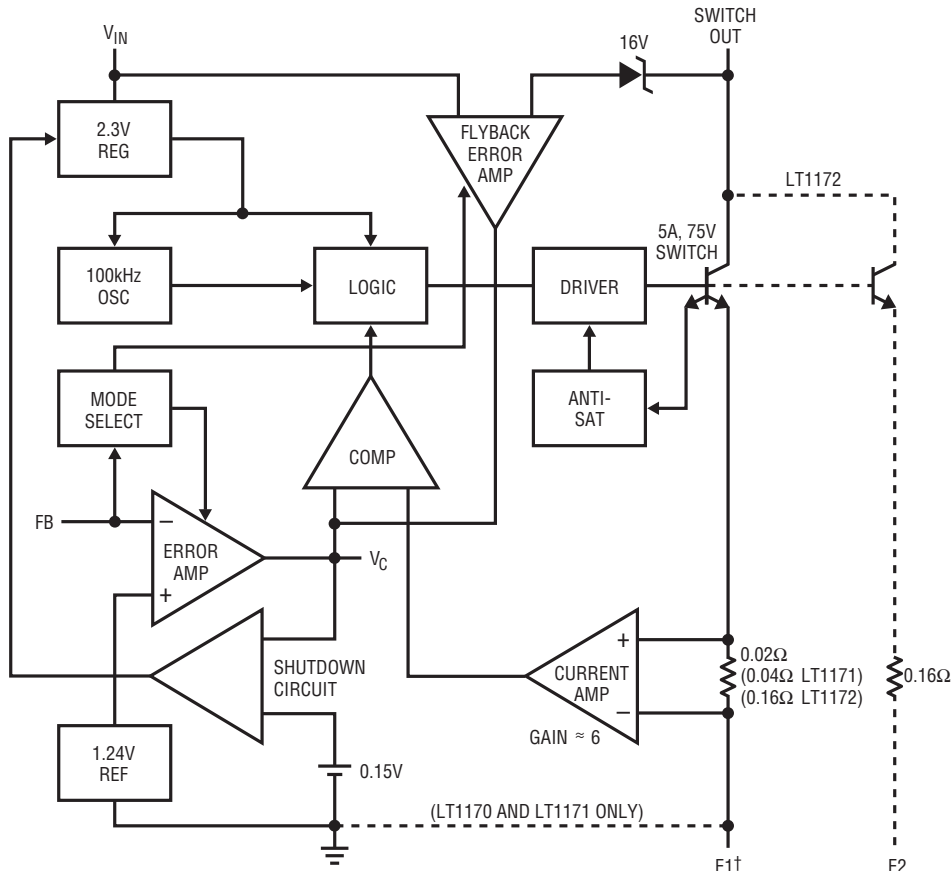 SWITCH
OUT
VIN
16V
2.3V
REG
FLYBACK
ERROR
AMP
LT1172
5A, 75V
SWITCH
100kHz
OSC
LOGIC
DRIVER
MODE
SELECT
ANTI-
SAT
COMP
FB
−
ERROR
AMP
+
VC
SHUTDOWN
CIRCUIT
+
CURRENT
AMP
−
GAIN ≈ 6
0.02Ω
(0.04Ω LT1171)
(0.16Ω LT1172)
0.16Ω
1.24V
REF
0.15V
(LT1170 AND LT1171 ONLY)
E1†
E2